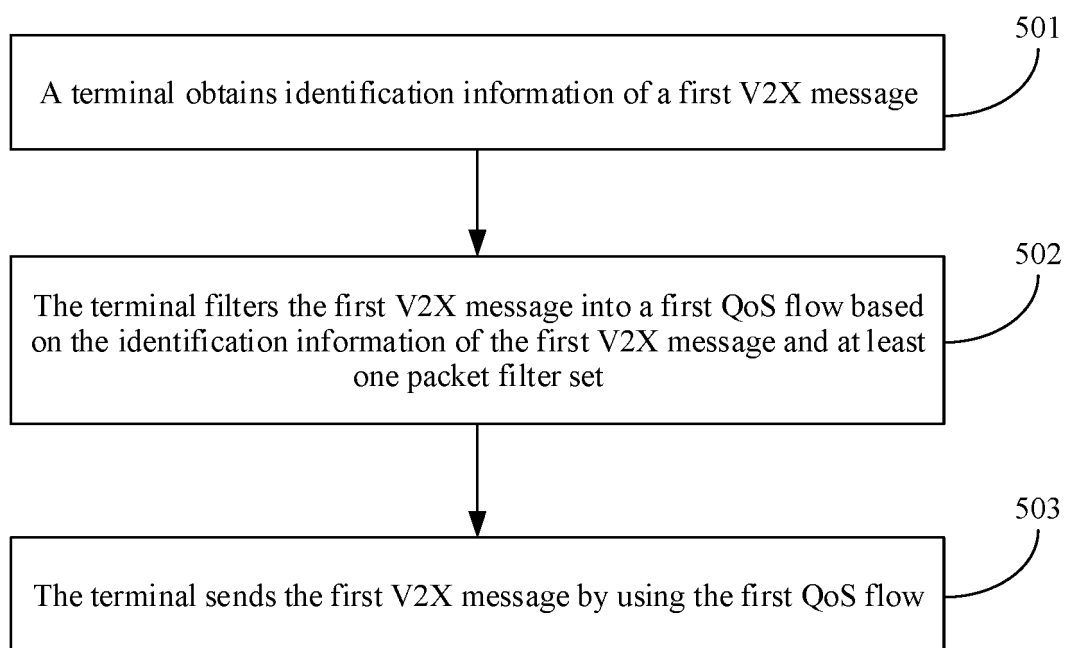 501
A terminal obtains identification information of a first V2X message
502
The terminal filters the first V2X message into a first QoS flow based
on the identification information of the first V2X message and at least
one packet filter set
503
The terminal sends the first V2X message by using the first QoS flow